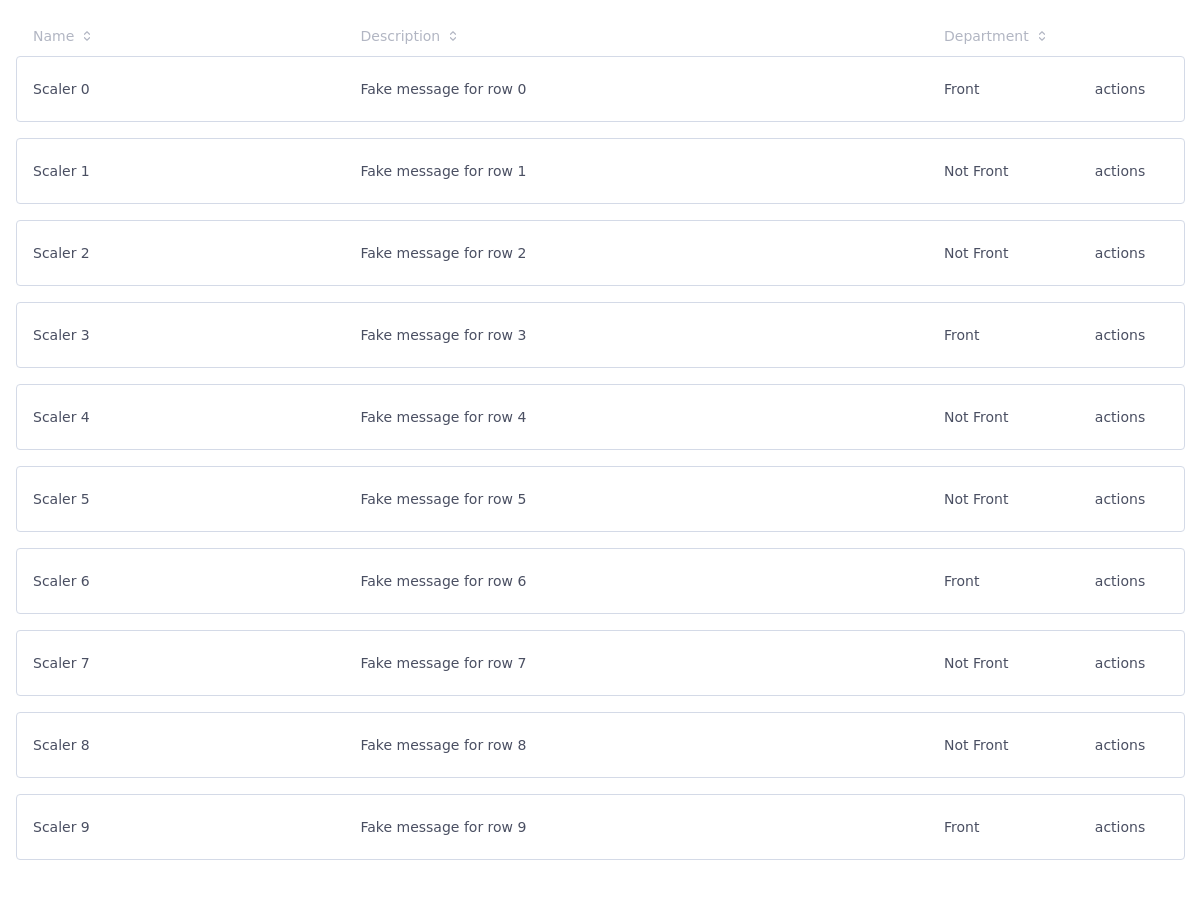 Name Description Department
Scaler 0 Fake message for row 0 Front actions
Scaler 1 Fake message for row 1 Not Front actions
Scaler 2 Fake message for row 2 Not Front actions
Scaler 3 Fake message for row 3 Front actions
Scaler 4 Fake message for row 4 Not Front actions
Scaler 5 Fake message for row 5 Not Front actions
Scaler 6 Fake message for row 6 Front actions
Scaler 7 Fake message for row 7 Not Front actions
Scaler 8 Fake message for row 8 Not Front actions
Scaler 9 Fake message for row 9 Front actions